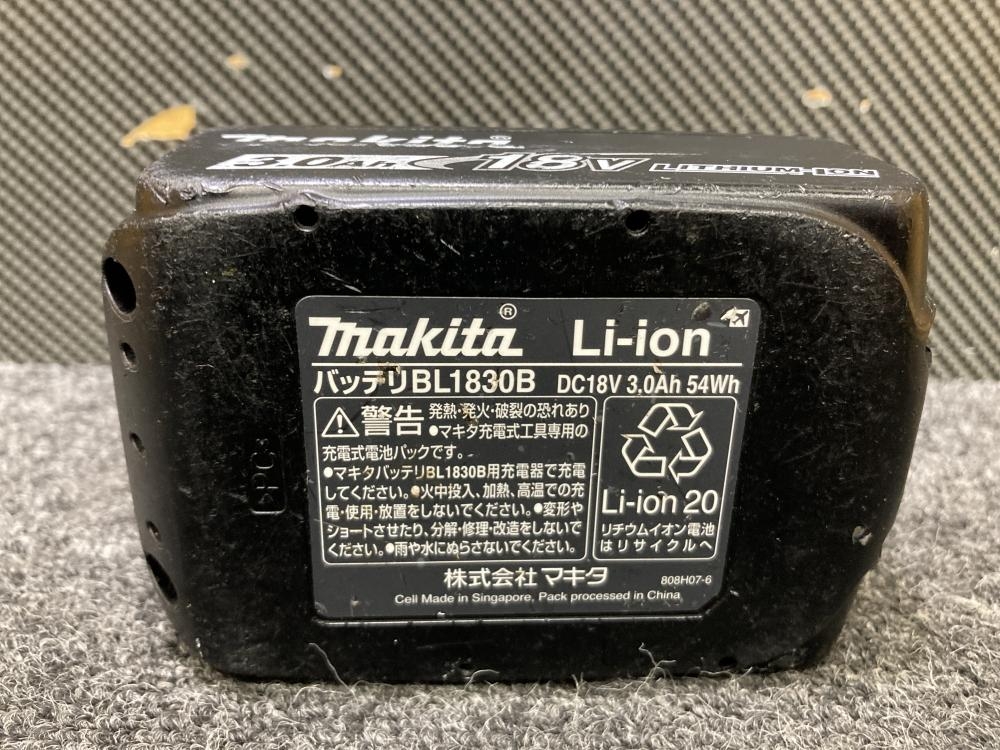 makita®
3.0Ah 18V LITHIUM-ION
makita®
Li-ion
バッテリBL1830B DC18V 3.0Ah 54Wh
警告 発熱・発火・破裂の恐れあり
●マキタ充電式工具専用の
充電式電池パックです。
●マキタバッテリBL1830B用充電器で充電
してください。●火中投入、加熱、高温での充
電・使用・放置をしないでください。●変形や
ショートさせたり、分解・修理・改造をしないで
ください。●雨や水にぬらさないでください。
Li-ion 20
リチウムイオン電池
はリサイクルへ
株式会社 マキタ
808H07-6
Cell Made in Singapore, Pack processed in China
>PC<